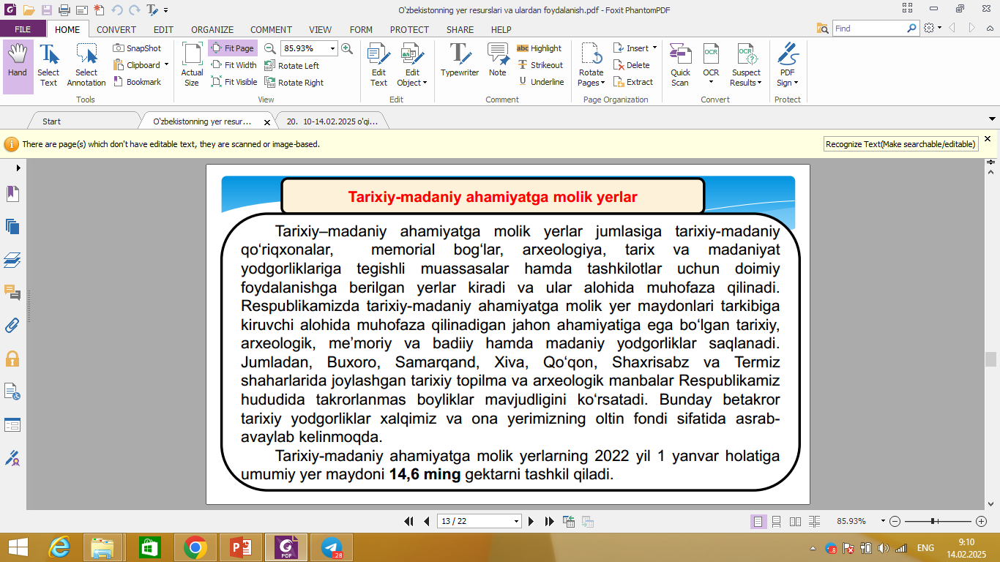 O'zbekistonning yer resurslari va ulardan foydalanish.pdf - Foxit PhantomPDF
FILE HOME CONVERT EDIT ORGANIZE COMMENT VIEW FORM PROTECT SHARE HELP Find
Hand
Select Text
Select Annotation
SnapShot
Clipboard
Bookmark
Tools
Actual Size
Fit Page
Fit Width
Fit Visible
85.93%
Rotate Left
Rotate Right
View
Edit Text
Edit Object
Edit
Typewriter
Note
abc Highlight
Strikeout
U Underline
Comment
Rotate Pages
Insert
Delete
Extract
Page Organization
Quick Scan
OCR OCR
OCR Suspect Results
Convert
PDF Sign
Protect
Start O'zbekistonning yer resur... 20. 10-14.02.2025 o'qi...
There are page(s) which don't have editable text, they are scanned or image-based. Recognize Text(Make searchable/editable)
Tarixiy-madaniy ahamiyatga molik yerlar
Tarixiy–madaniy ahamiyatga molik yerlar jumlasiga tarixiy-madaniy
qo‘riqxonalar, memorial bog‘lar, arxeologiya, tarix va madaniyat
yodgorliklariga tegishli muassasalar hamda tashkilotlar uchun doimiy
foydalanishga berilgan yerlar kiradi va ular alohida muhofaza qilinadi.
Respublikamizda tarixiy-madaniy ahamiyatga molik yer maydonlari tarkibiga
kiruvchi alohida muhofaza qilinadigan jahon ahamiyatiga ega bo‘lgan tarixiy,
arxeologik, me’moriy va badiiy hamda madaniy yodgorliklar saqlanadi.
Jumladan, Buxoro, Samarqand, Xiva, Qo‘qon, Shaxrisabz va Termiz
shaharlarida joylashgan tarixiy topilma va arxeologik manbalar Respublikamiz
hududida takrorlanmas boyliklar mavjudligini ko‘rsatadi. Bunday betakror
tarixiy yodgorliklar xalqimiz va ona yerimizning oltin fondi sifatida asrab-
avaylab kelinmoqda.
Tarixiy-madaniy ahamiyatga molik yerlarning 2022 yil 1 yanvar holatiga
umumiy yer maydoni 14,6 ming gektarni tashkil qiladi.
13 / 22 85.93%
PDF .28 8 ENG 9:10
14.02.2025